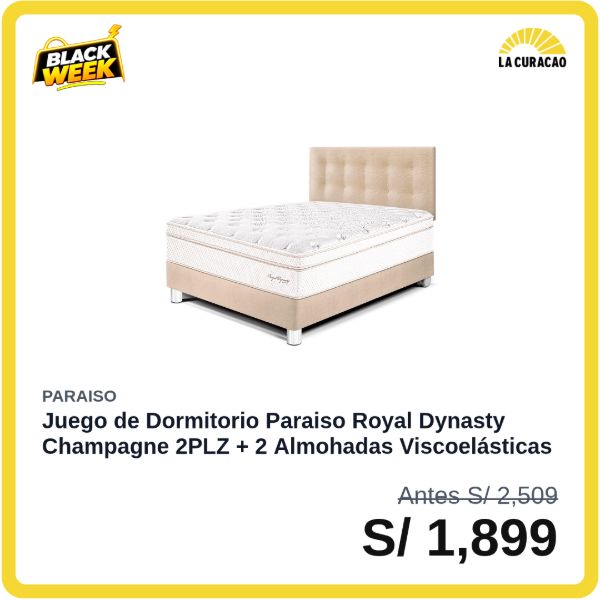 BLACK
WEEK
LA CURACAO
PARAISO
Juego de Dormitorio Paraiso Royal Dynasty
Champagne 2PLZ + 2 Almohadas Viscoelásticas
Antes S/ 2,509
S/ 1,899